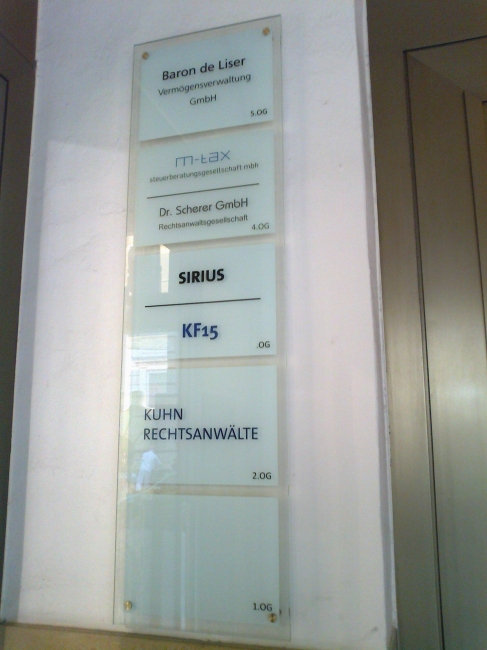 Baron de Liser
Vermögensverwaltung
GmbH
5.OG
m-tax
steuerberatungsgesellschaft mbh
Dr. Scherer GmbH
Rechtsanwaltsgesellschaft
4.OG
SIRIUS
KF15
.OG
KUHN
RECHTSANWÄLTE
2.OG
1.OG